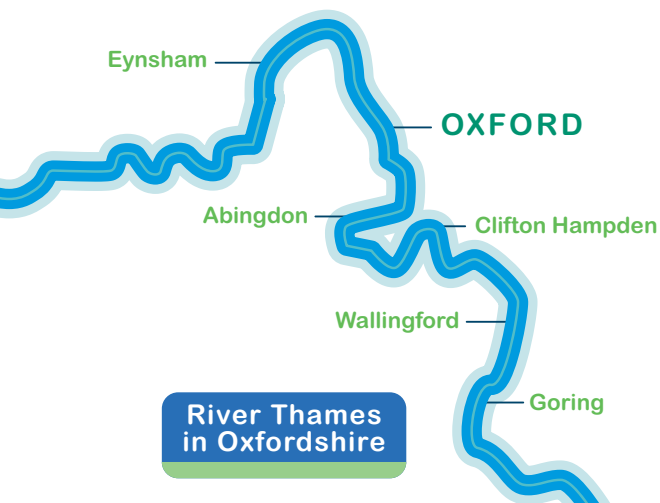 Eynsham
OXFORD
Abingdon
Clifton Hampden
Wallingford
Goring
River Thames
in Oxfordshire